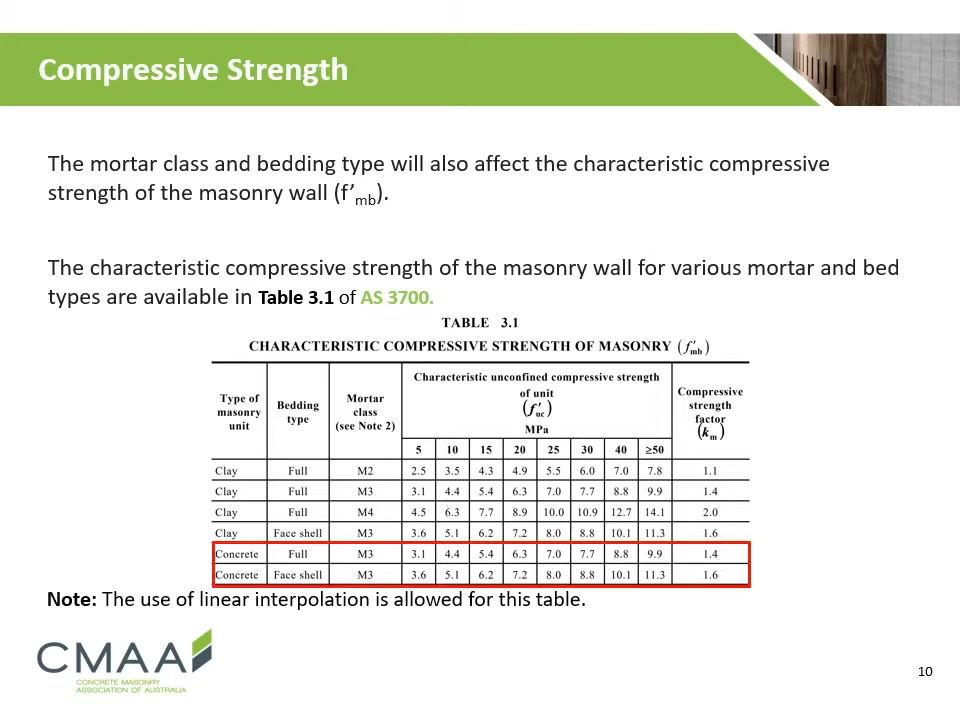 Compressive Strength
The mortar class and bedding type will also affect the characteristic compressive
strength of the masonry wall (f’mb).
The characteristic compressive strength of the masonry wall for various mortar and bed
types are available in Table 3.1 of AS 3700.
TABLE 3.1
CHARACTERISTIC COMPRESSIVE STRENGTH OF MASONRY (f′mb)
Type of masonry unit Bedding type Mortar class (see Note 2) Characteristic unconfined compressive strength of unit (f′uc) MPa Compressive strength factor (km)
5 10 15 20 25 30 40 ≥50
Clay Full M2 2.5 3.5 4.3 4.9 5.5 6.0 7.0 7.8 1.1
Clay Full M3 3.1 4.4 5.4 6.3 7.0 7.7 8.8 9.9 1.4
Clay Full M4 4.5 6.3 7.7 8.9 10.0 10.9 12.7 14.1 2.0
Clay Face shell M3 3.6 5.1 6.2 7.2 8.0 8.8 10.1 11.3 1.6
Concrete Full M3 3.1 4.4 5.4 6.3 7.0 7.7 8.8 9.9 1.4
Concrete Face shell M3 3.6 5.1 6.2 7.2 8.0 8.8 10.1 11.3 1.6
Note: The use of linear interpolation is allowed for this table.
CMAA
CONCRETE MASONRY
ASSOCIATION OF AUSTRALIA
10